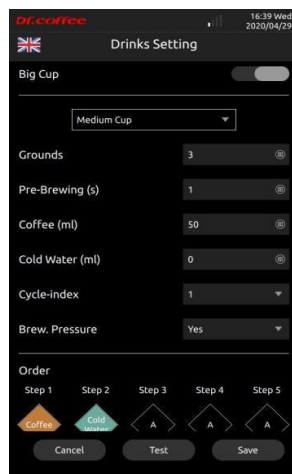 Dr.coffee
16:39 Wed
2020/04/29
Drinks Setting
Big Cup
Medium Cup
Grounds 3
Pre-Brewing (s) 1
Coffee (ml) 50
Cold Water (ml) 0
Cycle-index 1
Brew. Pressure Yes
Order
Step 1 Step 2 Step 3 Step 4 Step 5
Coffee Cold Water A A A
Cancel Test Save